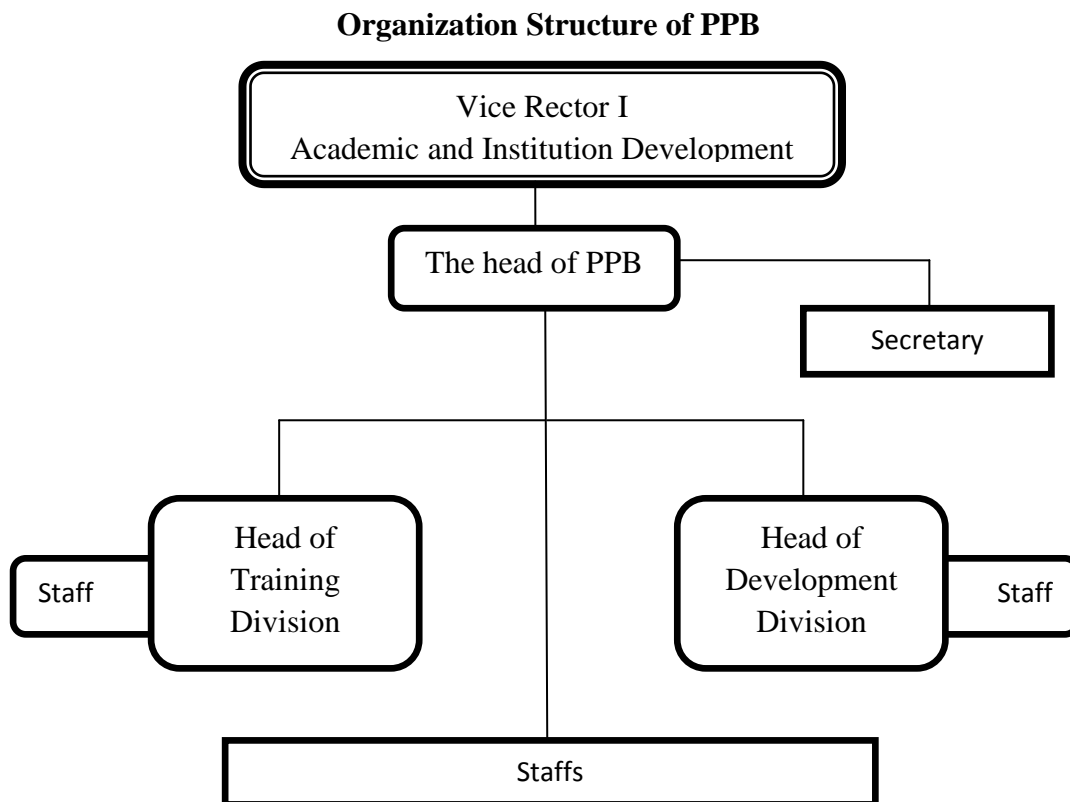 Organization Structure of PPB
Vice Rector I
Academic and Institution Development
The head of PPB
Secretary
Head of
Training
Division
Staff
Head of
Development
Division
Staff
Staffs